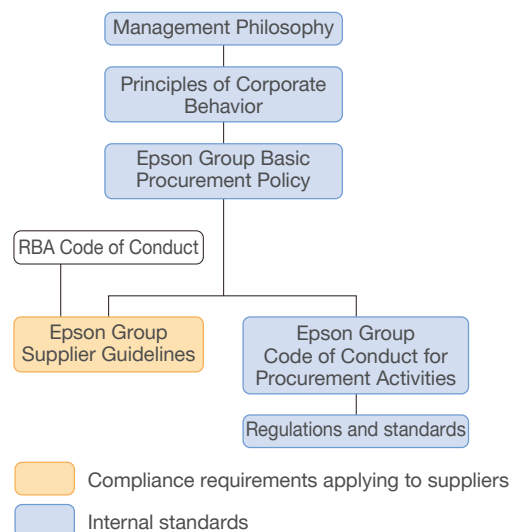 Management Philosophy
Principles of Corporate
Behavior
Epson Group Basic
Procurement Policy
RBA Code of Conduct
Epson Group
Supplier Guidelines
Epson Group
Code of Conduct for
Procurement Activities
Regulations and standards
Compliance requirements applying to suppliers
Internal standards